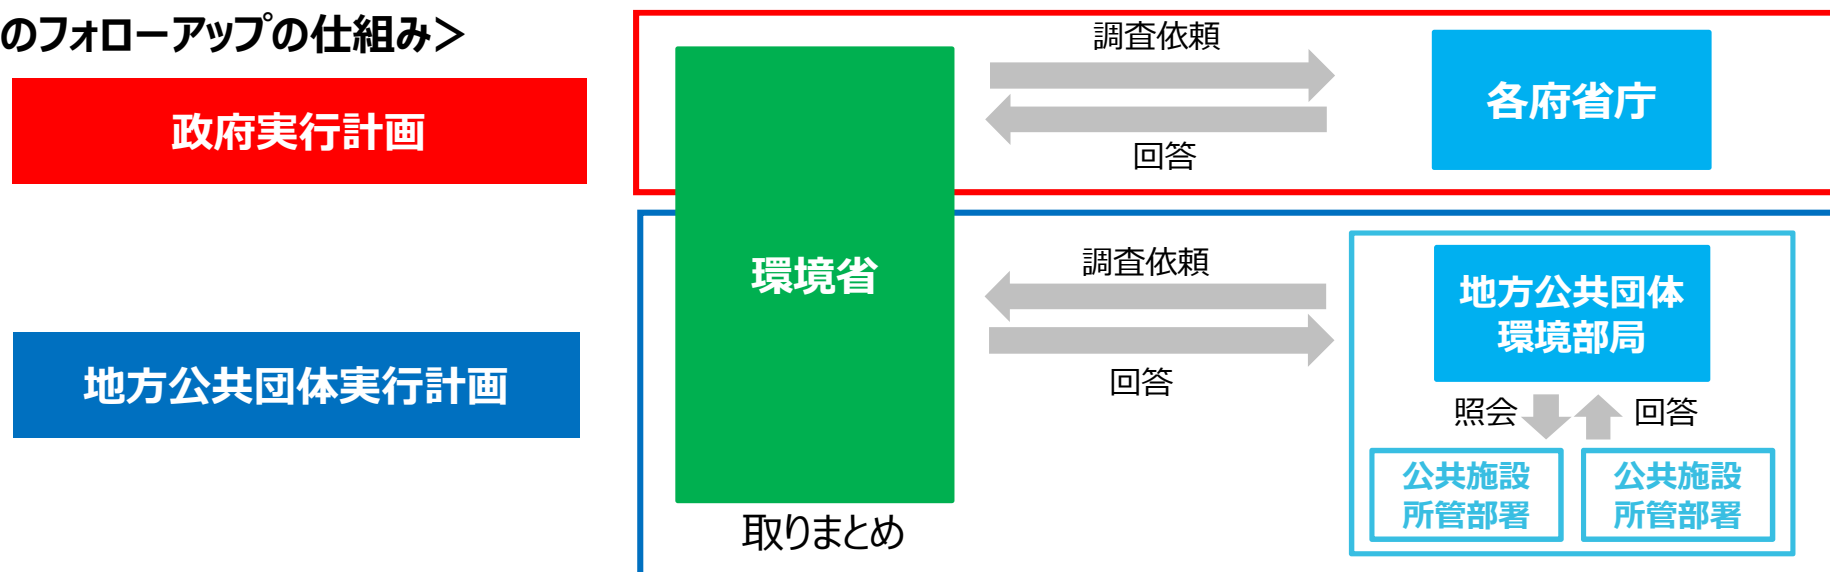 のフォローアップの仕組み＞
政府実行計画
調査依頼
環境省
各府省庁
回答
地方公共団体実行計画
調査依頼
回答
取りまとめ
地方公共団体
環境部局
照会
回答
公共施設
所管部署
公共施設
所管部署